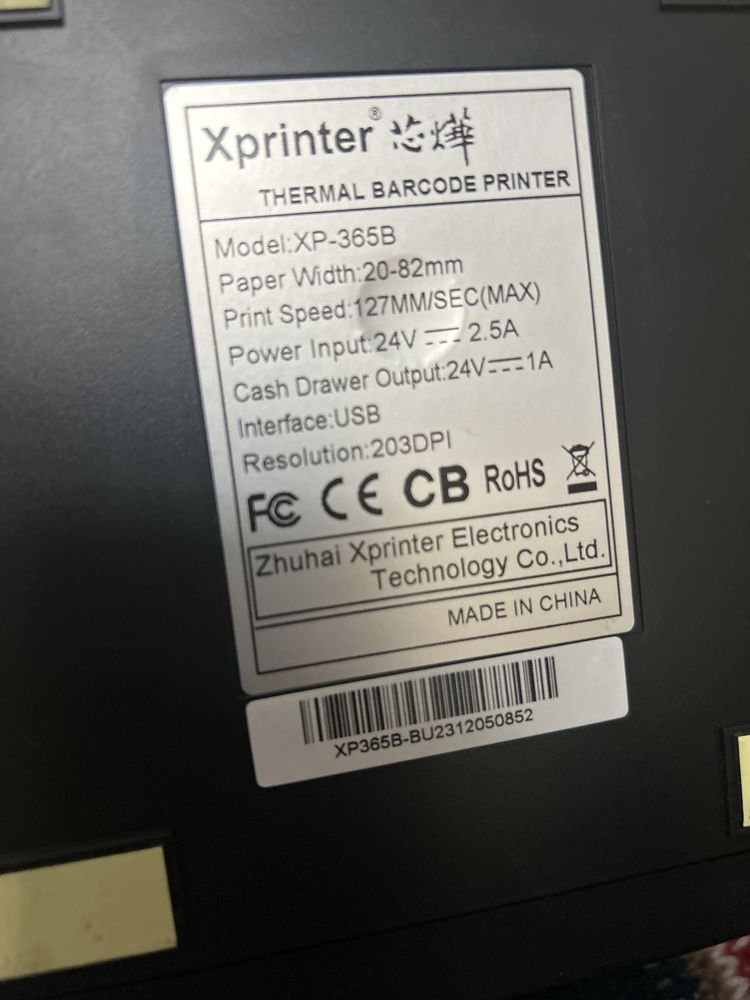 Xprinter® 芯烨
THERMAL BARCODE PRINTER
Model:XP-365B
Paper Width:20-82mm
Print Speed:127MM/SEC(MAX)
Power Input:24V ⎓ 2.5A
Cash Drawer Output:24V⎓1A
Interface:USB
Resolution:203DPI
FC CE CB RoHS
Zhuhai Xprinter Electronics
Technology Co.,Ltd.
MADE IN CHINA
XP365B-BU2312050852